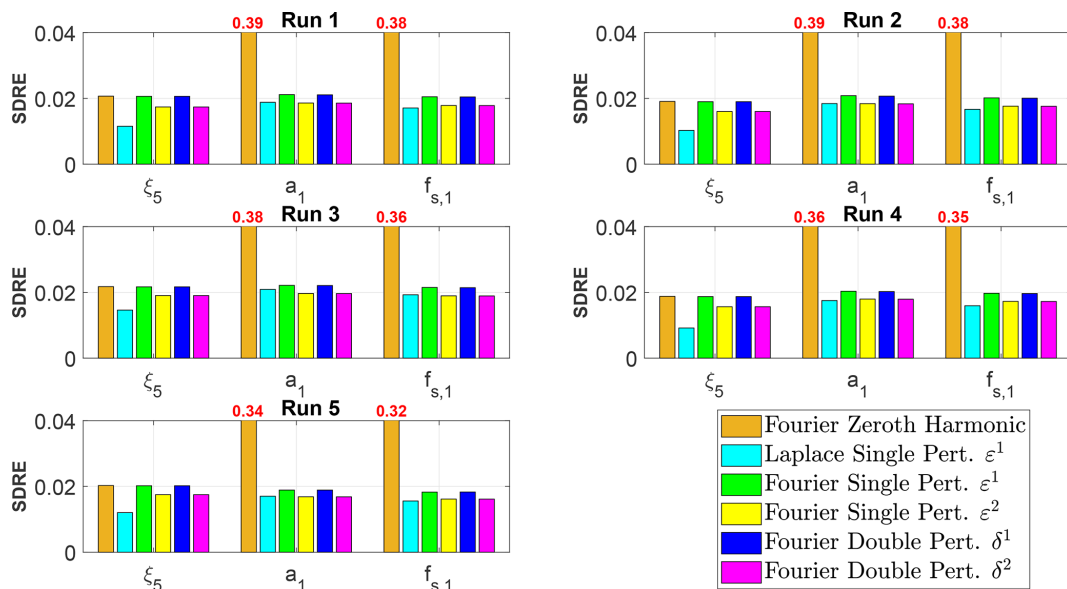 0.39 Run 1 0.38
0.04
0.02
0
SDRE
ξ5 a1 fs,1
0.39 Run 2 0.38
0.04
0.02
0
SDRE
ξ5 a1 fs,1
0.38 Run 3 0.36
0.04
0.02
0
SDRE
ξ5 a1 fs,1
0.36 Run 4 0.35
0.04
0.02
0
SDRE
ξ5 a1 fs,1
0.34 Run 5 0.32
0.04
0.02
0
SDRE
ξ5 a1 fs,1
Fourier Zeroth Harmonic
Laplace Single Pert. ε¹
Fourier Single Pert. ε¹
Fourier Single Pert. ε²
Fourier Double Pert. δ¹
Fourier Double Pert. δ²